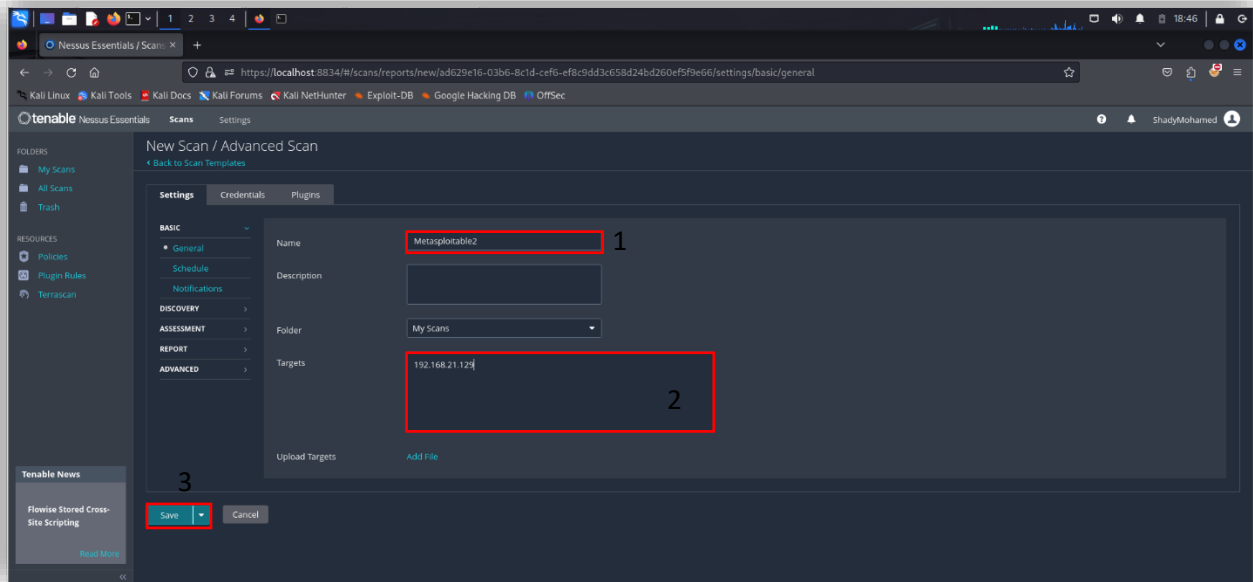 1 2 3 4
18:46
Nessus Essentials / Scans
https://localhost:8834/#/scans/reports/new/ad629e16-03b6-8c1d-cef6-ef8c9dd3c658d24bd260ef5f9e66/settings/basic/general
Kali Linux Kali Tools Kali Docs Kali Forums Kali NetHunter Exploit-DB Google Hacking DB OffSec
tenable Nessus Essentials Scans Settings ShadyMohamed
FOLDERS
My Scans
All Scans
Trash
RESOURCES
Policies
Plugin Rules
Terrascan
New Scan / Advanced Scan
Back to Scan Templates
Settings Credentials Plugins
BASIC
General
Schedule
Notifications
DISCOVERY
ASSESSMENT
REPORT
ADVANCED
Name Metasploitable2 1
Description
Folder My Scans
Targets 192.168.21.129
2
Upload Targets Add File
3
Save Cancel
Tenable News
Flowise Stored Cross-
Site Scripting
Read More